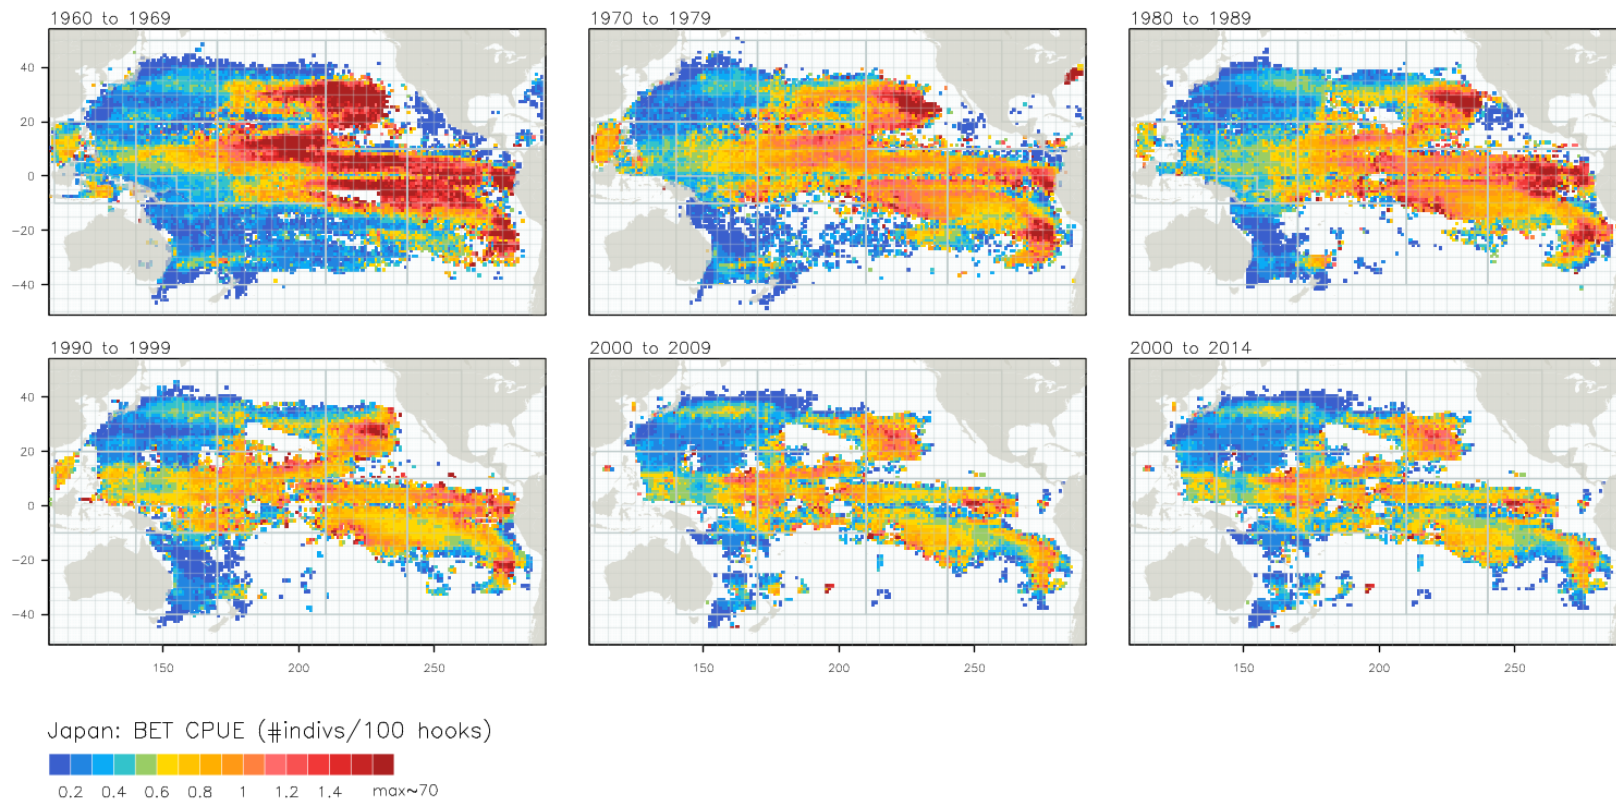 1960 to 1969 1970 to 1979 1980 to 1989
40
20
0
−20
−40
1990 to 1999 2000 to 2009 2000 to 2014
40
20
0
−20
−40
150 200 250 150 200 250 150 200 250
Japan: BET CPUE (#indivs/100 hooks)
0.2 0.4 0.6 0.8 1 1.2 1.4 max~70